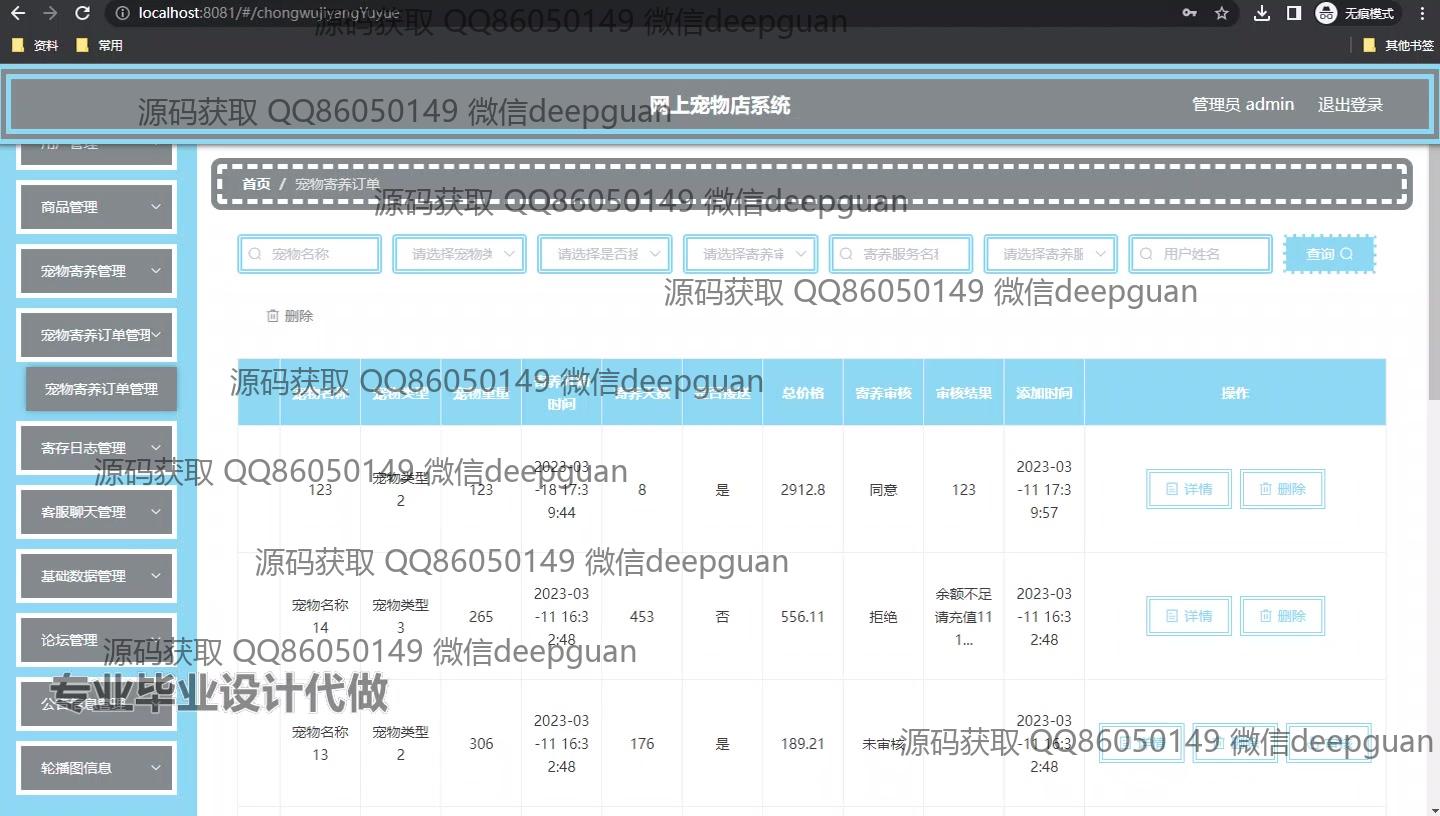 localhost:8081/#/chongwujiyangYuyue
无痕模式
源码获取 QQ86050149 微信deepguan
资料
常用
其他书签
源码获取 QQ86050149 微信deepguan
网上宠物店系统
管理员 admin
退出登录
用户管理
商品管理
宠物寄养管理
宠物寄养订单管理
宠物寄养订单管理
寄存日志管理
客服聊天管理
基础数据管理
论坛管理
公告信息管理
轮播图信息
首页 / 宠物寄养订单
源码获取 QQ86050149 微信deepguan
宠物名称
请选择宠物类
请选择是否接
请选择寄养审
寄养服务名称
请选择寄养服
用户姓名
查询
源码获取 QQ86050149 微信deepguan
删除
宠物名称 宠物类型 宠物重量 时间 寄养天数 是否接送 总价格 寄养审核 审核结果 添加时间 操作
源码获取 QQ86050149 微信deepguan
123 宠物类型2 123 2023-03-18 17:39:44 8 是 2912.8 同意 123 2023-03-11 17:39:57 详情 删除
源码获取 QQ86050149 微信deepguan
源码获取 QQ86050149 微信deepguan
宠物名称14 宠物类型3 265 2023-03-11 16:32:48 453 否 556.11 拒绝 余额不足请充值111... 2023-03-11 16:32:48 详情 删除
源码获取 QQ86050149 微信deepguan
专业毕业设计代做
宠物名称13 宠物类型2 306 2023-03-11 16:32:48 176 是 189.21 未审核 2023-03-11 16:32:48 详情 删除
源码获取 QQ86050149 微信deepguan